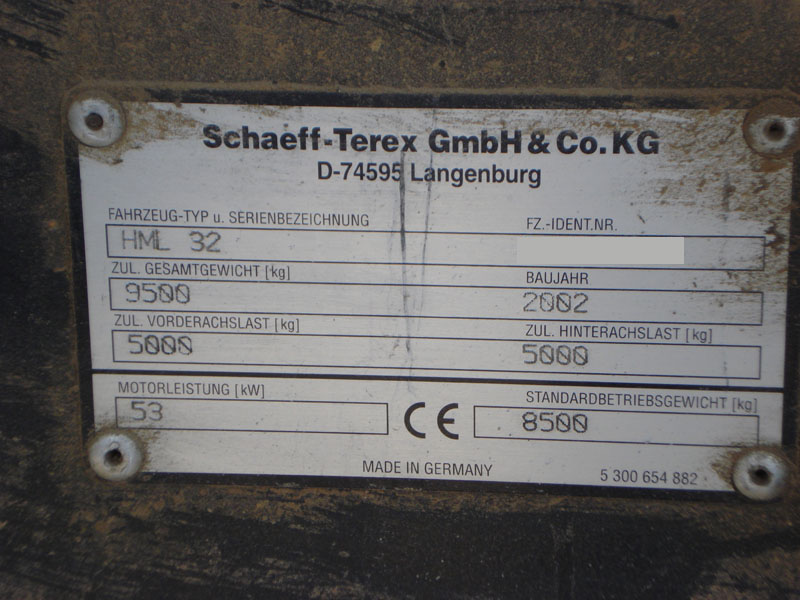 Schaeff-Terex GmbH & Co. KG
D-74595 Langenburg
FAHRZEUG-TYP u. SERIENBEZEICHNUNG FZ.-IDENT.NR.
HML 32
ZUL. GESAMTGEWICHT [kg] BAUJAHR
9500 2002
ZUL. VORDERACHSLAST [kg] ZUL. HINTERACHSLAST [kg]
5000 5000
MOTORLEISTUNG [kW] STANDARDBETRIEBSGEWICHT [kg]
53 CE 8500
MADE IN GERMANY 5 300 654 882